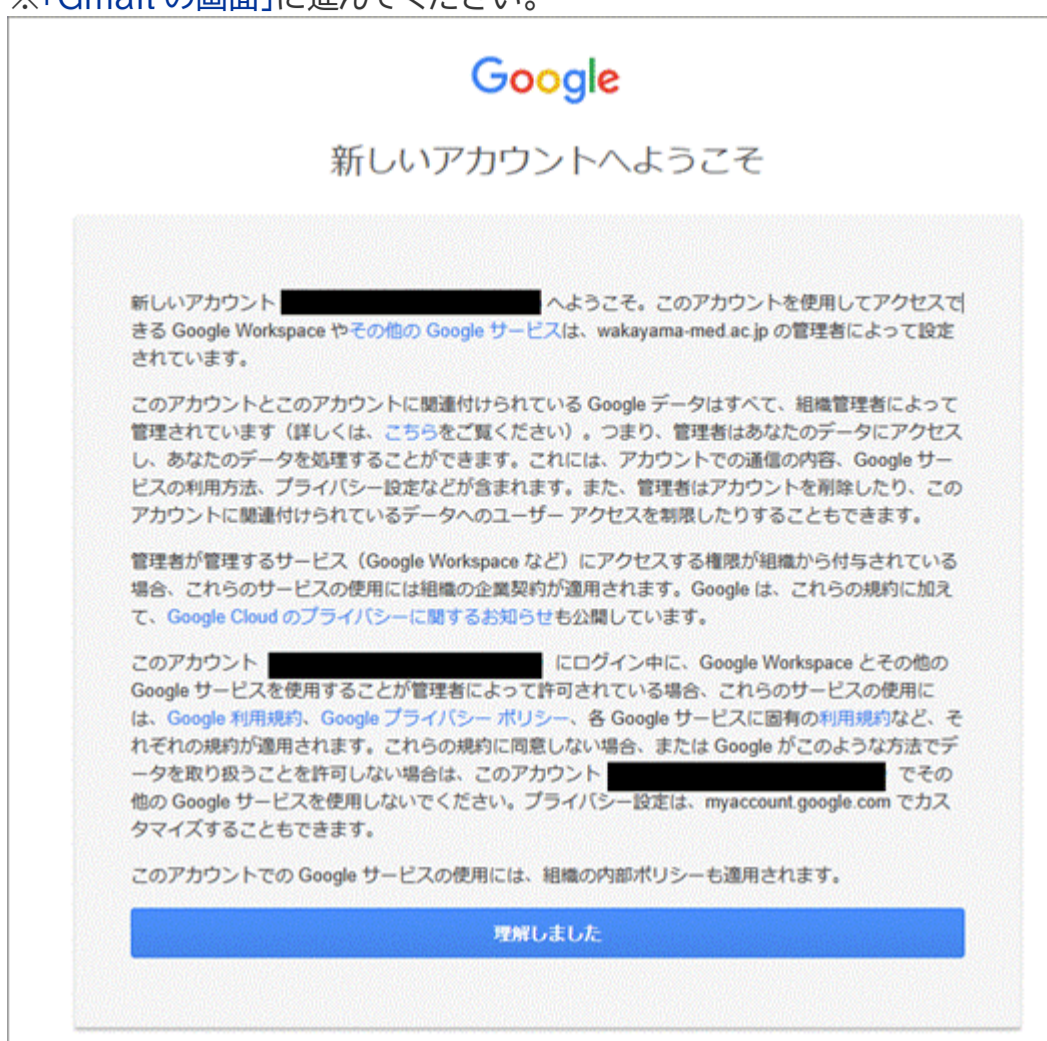 ※「Gmail の画面」に進んでください。
Google
新しいアカウントへようこそ
新しいアカウント へようこそ。このアカウントを使用してアクセスで
きる Google Workspace やその他の Google サービスは、wakayama-med.ac.jp の管理者によって設定
されています。
このアカウントとこのアカウントに関連付けられている Google データはすべて、組織管理者によって
管理されています（詳しくは、こちらをご覧ください）。つまり、管理者はあなたのデータにアクセス
し、あなたのデータを処理することができます。これには、アカウントでの通信の内容、Google サー
ビスの利用方法、プライバシー設定などが含まれます。また、管理者はアカウントを削除したり、この
アカウントに関連付けられているデータへのユーザー アクセスを制限したりすることもできます。
管理者が管理するサービス（Google Workspace など）にアクセスする権限が組織から付与されている
場合、これらのサービスの使用には組織の企業契約が適用されます。Google は、これらの規約に加え
て、Google Cloud のプライバシーに関するお知らせも公開しています。
このアカウント にログイン中に、Google Workspace とその他の
Google サービスを使用することが管理者によって許可されている場合、これらのサービスの使用に
は、Google 利用規約、Google プライバシー ポリシー、各 Google サービスに固有の利用規約など、そ
れぞれの規約が適用されます。これらの規約に同意しない場合、または Google がこのような方法でデ
ータを取り扱うことを許可しない場合は、このアカウント でその
他の Google サービスを使用しないでください。プライバシー設定は、myaccount.google.com でカス
タマイズすることもできます。
このアカウントでの Google サービスの使用には、組織の内部ポリシーも適用されます。
理解しました